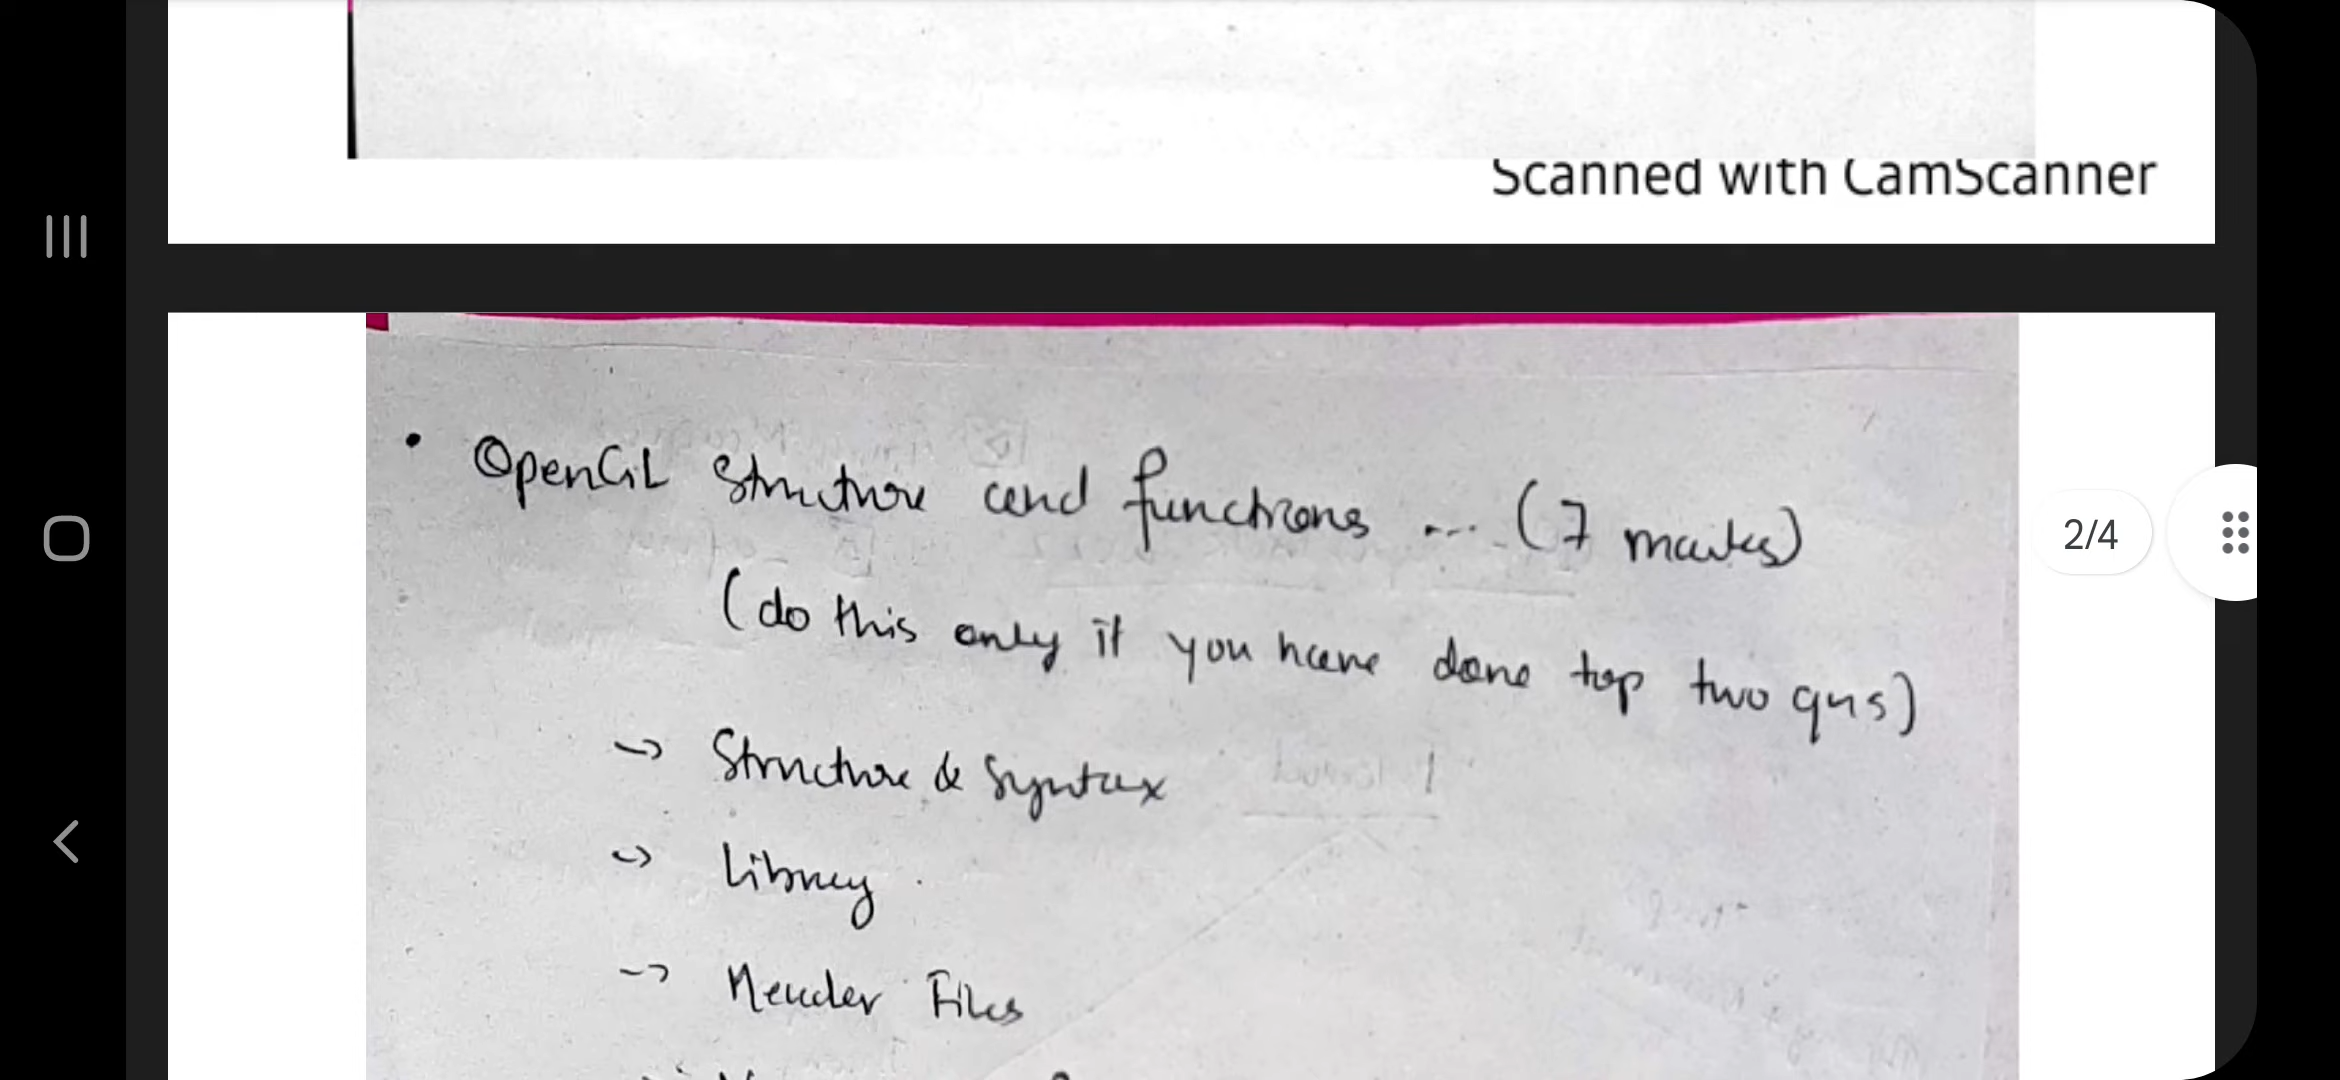 Scanned with CamScanner
• OpenGL Structure and functions ... (7 marks)
2/4
(do this only if you have done top two qns)
→ Structure & Syntax
→ Library
→ Header Files